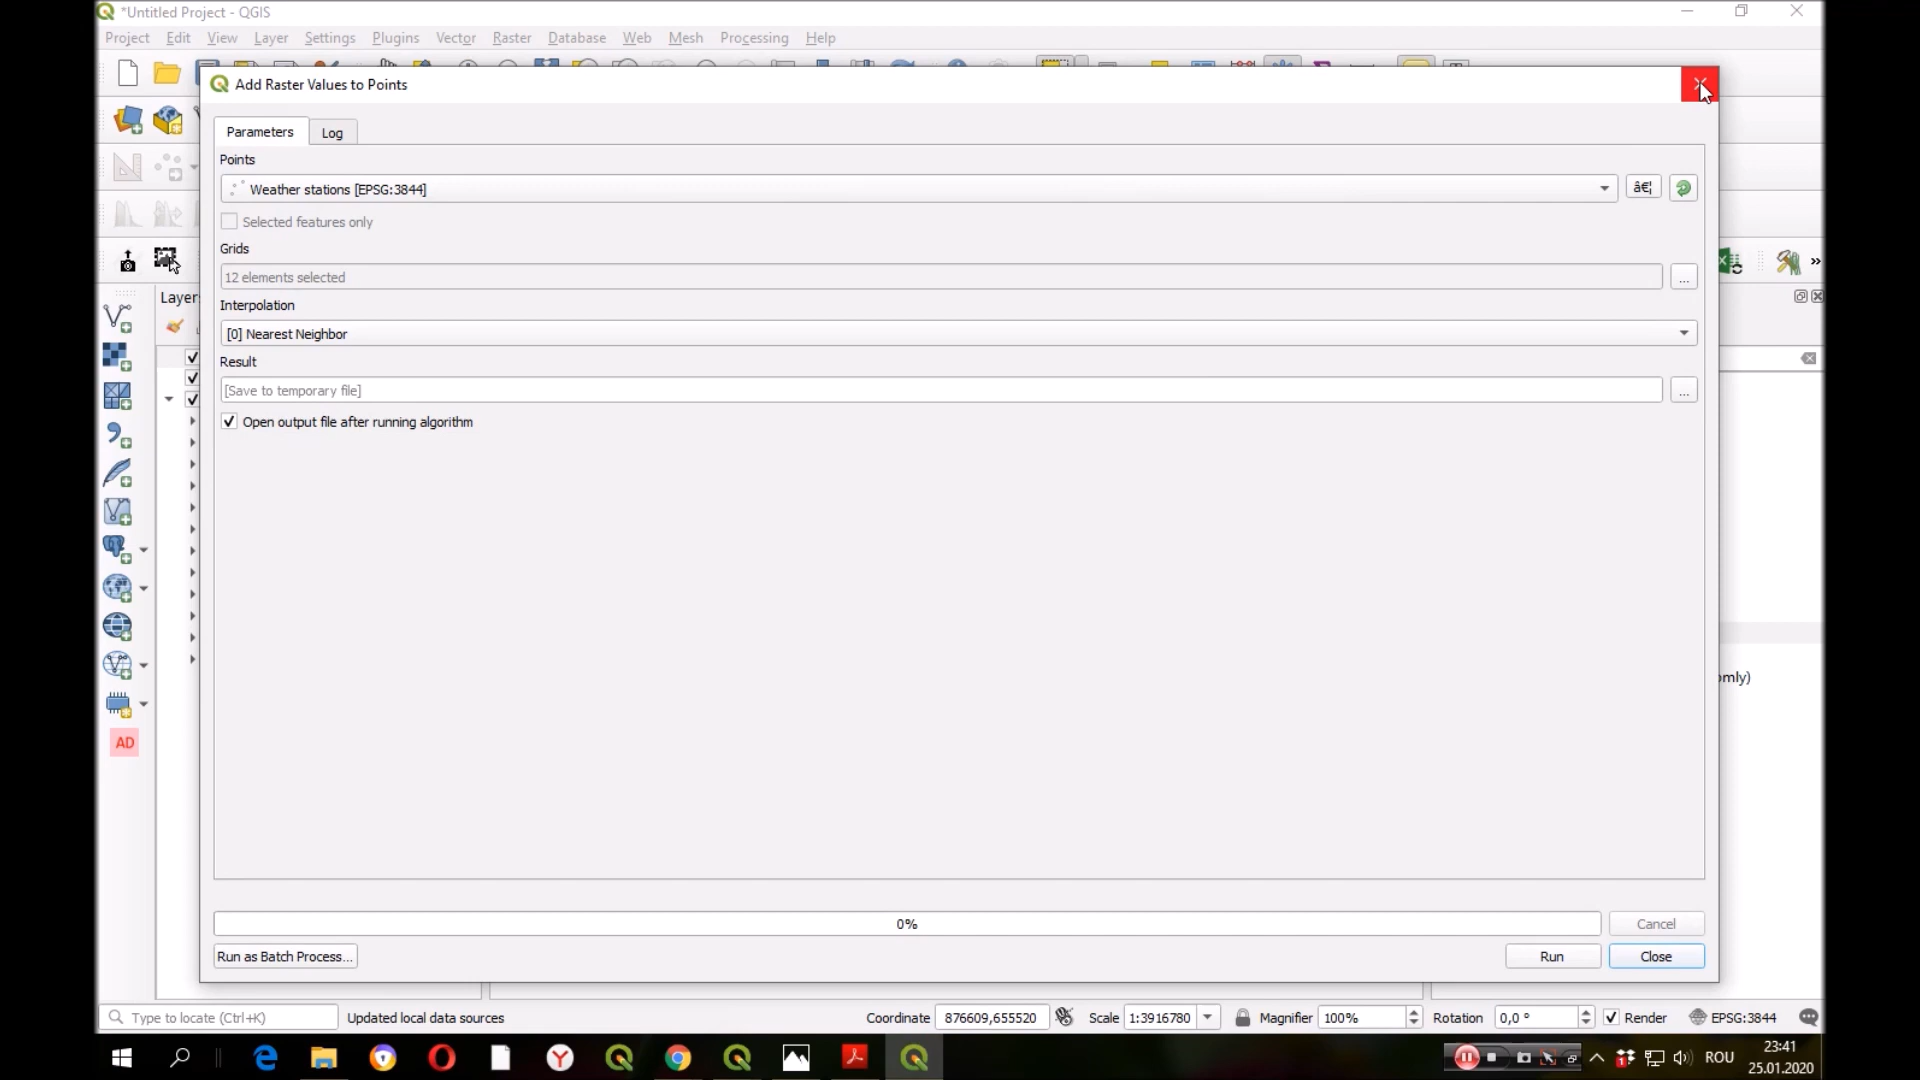 *Untitled Project - QGIS
Project Edit View Layer Settings Plugins Vector Raster Database Web Mesh Processing Help
Add Raster Values to Points
Parameters Log
Points
Weather stations [EPSG:3844]
…
Selected features only
Grids
12 elements selected
...
Interpolation
[0] Nearest Neighbor
Result
[Save to temporary file]
...
Open output file after running algorithm
Layer
AD
omly)
0%
Cancel
Run as Batch Process...
Run
Close
Type to locate (Ctrl+K) Updated local data sources Coordinate 876609,655520 Scale 1:3916780 Magnifier 100% Rotation 0,0 ° Render EPSG:3844
ROU
23:41
25.01.2020